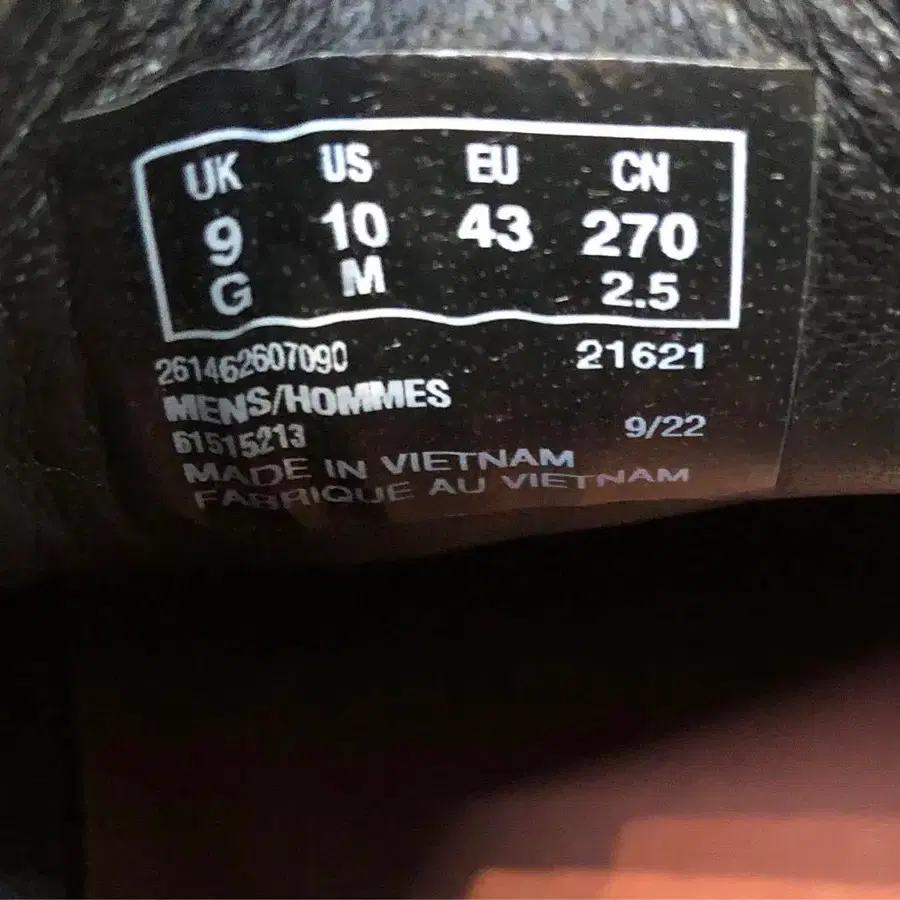 UK US EU CN
9 10 43 270
G M 2.5
261462607090 21621
MENS/HOMMES
61515213 9/22
MADE IN VIETNAM
FABRIQUE AU VIETNAM